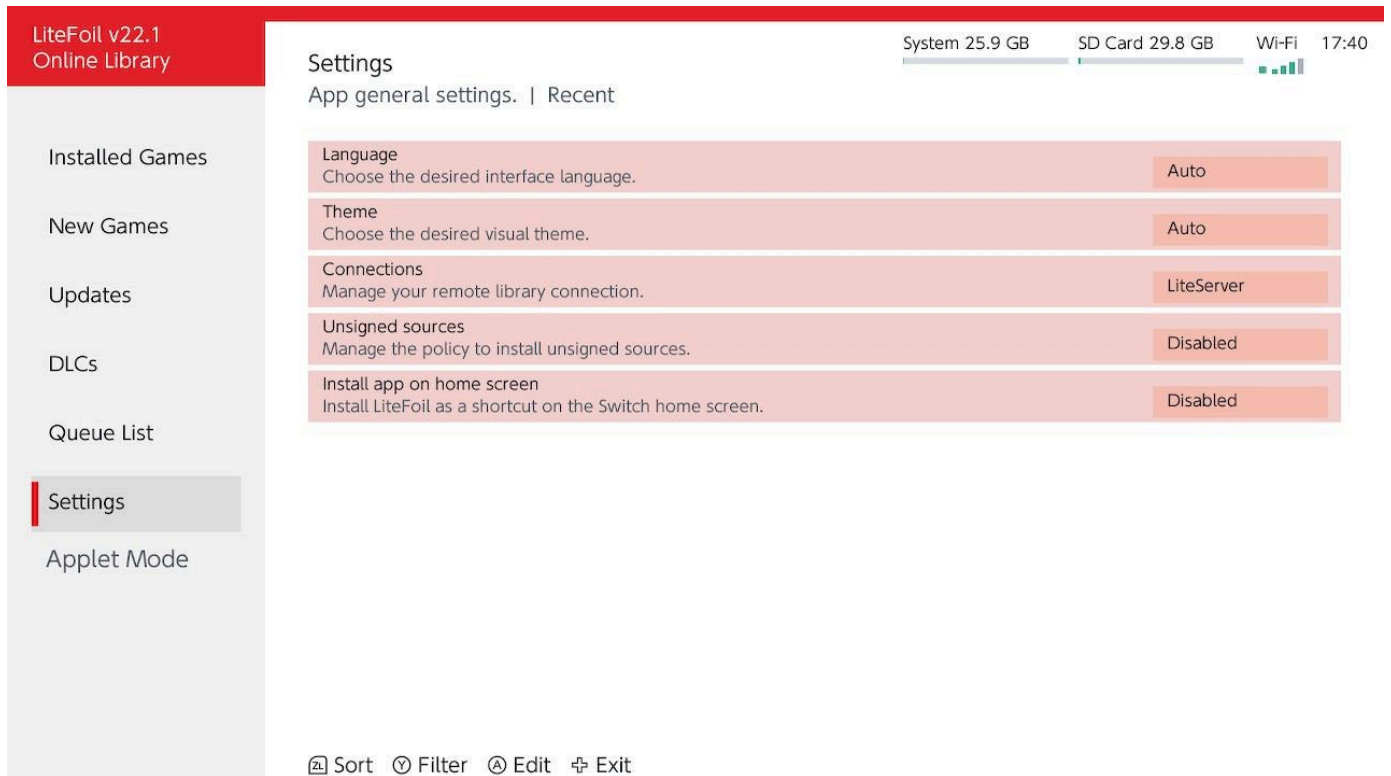 LiteFoil v22.1
Online Library
System 25.9 GB
SD Card 29.8 GB
Wi-Fi
17:40
Settings
App general settings. | Recent
Installed Games
New Games
Updates
DLCs
Queue List
Settings
Applet Mode
Language
Choose the desired interface language.
Auto
Theme
Choose the desired visual theme.
Auto
Connections
Manage your remote library connection.
LiteServer
Unsigned sources
Manage the policy to install unsigned sources.
Disabled
Install app on home screen
Install LiteFoil as a shortcut on the Switch home screen.
Disabled
ZL Sort Y Filter A Edit Exit